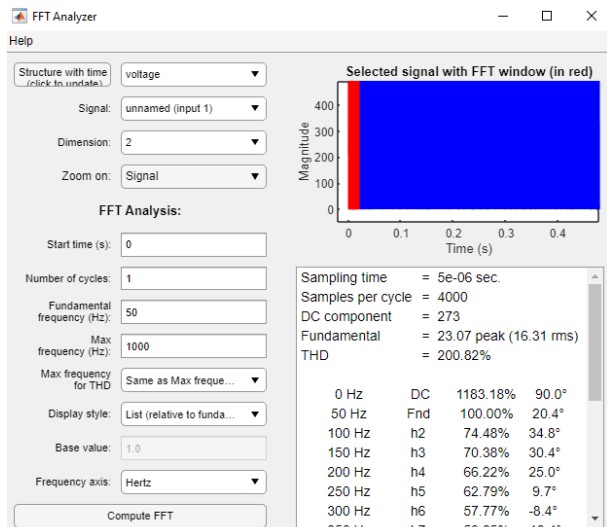 FFT Analyzer
Help
Structure with time
(click to update)
voltage
Signal:
unnamed (input 1)
Dimension:
2
Zoom on:
Signal
FFT Analysis:
Start time (s):
0
Number of cycles:
1
Fundamental
frequency (Hz):
50
Max
frequency (Hz):
1000
Max frequency
for THD
Same as Max freque...
Display style:
List (relative to funda...
Base value:
1.0
Frequency axis:
Hertz
Compute FFT
Selected signal with FFT window (in red)
Magnitude
400
300
200
100
0
0 0.1 0.2 0.3 0.4
Time (s)
Sampling time = 5e-06 sec.
Samples per cycle = 4000
DC component = 273
Fundamental = 23.07 peak (16.31 rms)
THD = 200.82%
0 Hz DC 1183.18% 90.0°
50 Hz Fnd 100.00% 20.4°
100 Hz h2 74.48% 34.8°
150 Hz h3 70.38% 30.4°
200 Hz h4 66.22% 25.0°
250 Hz h5 62.79% 9.7°
300 Hz h6 57.77% -8.4°